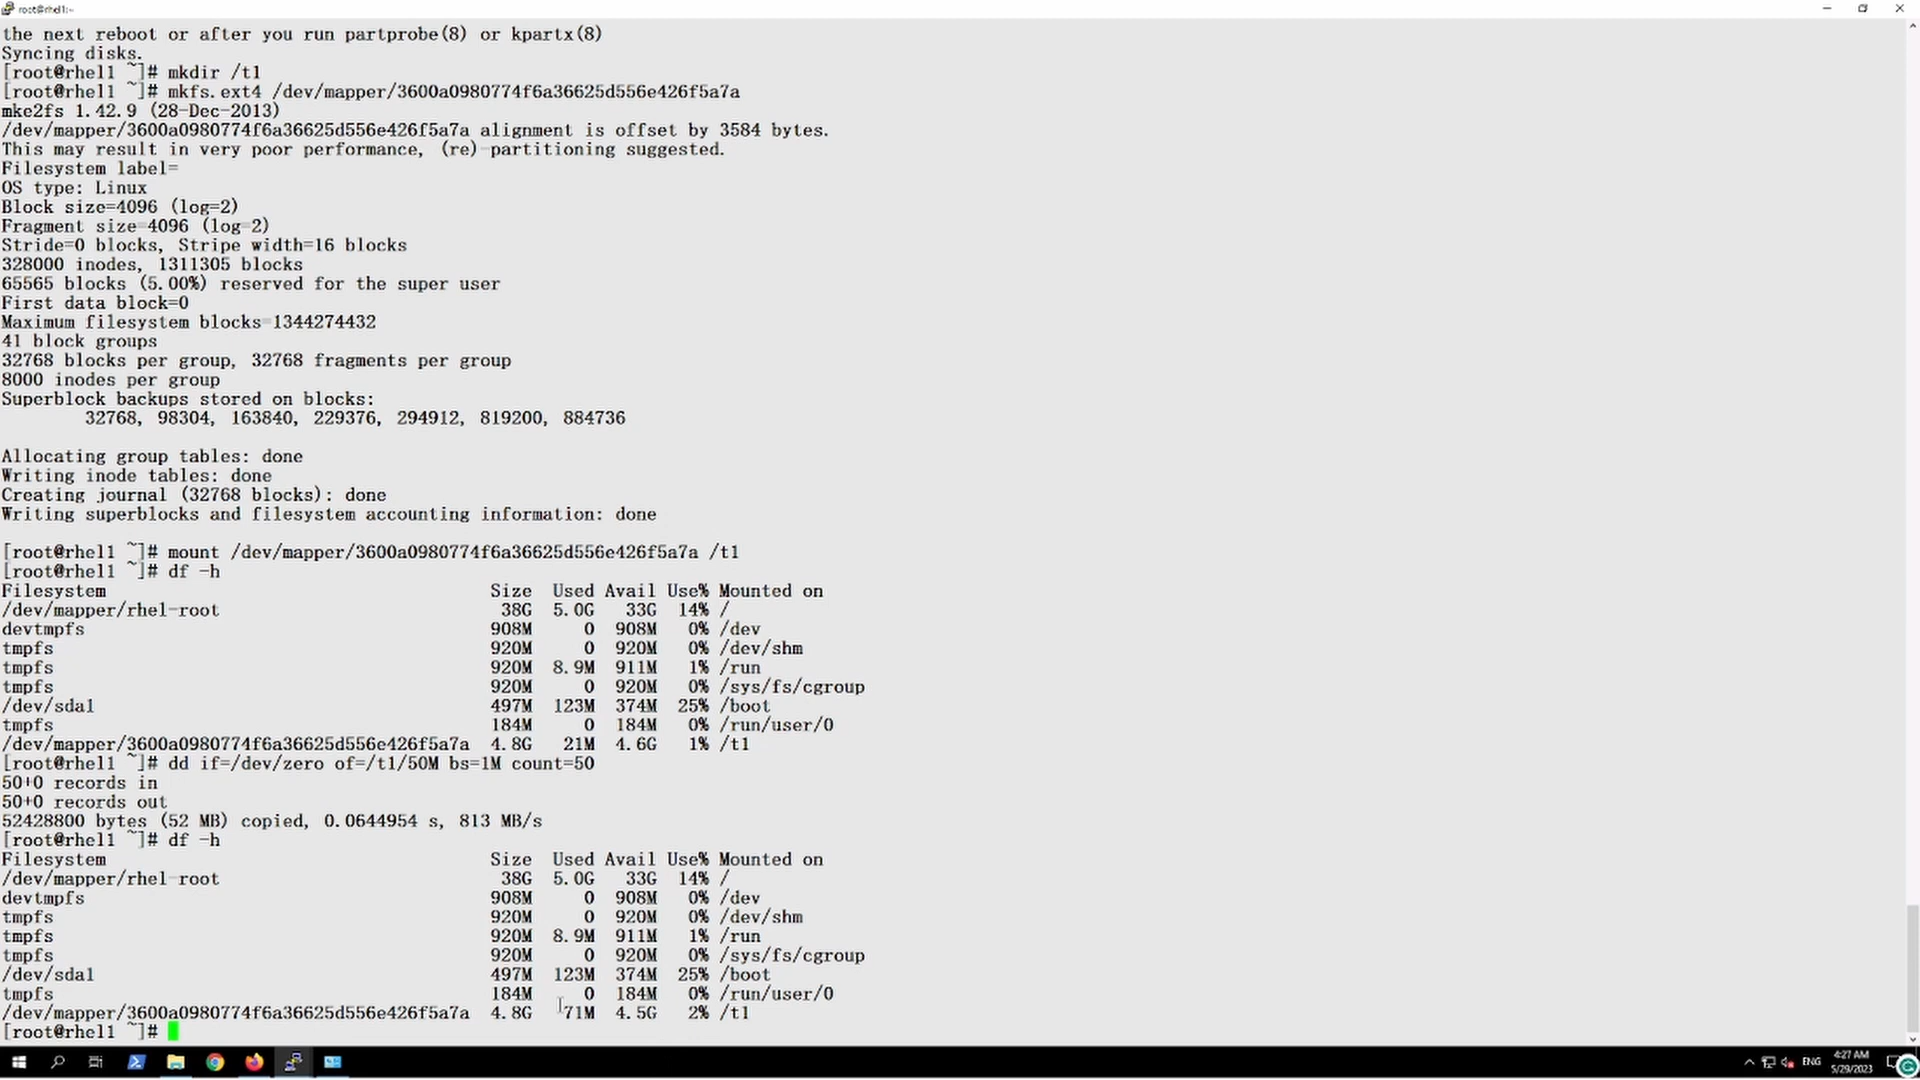 root@rhel1:~
the next reboot or after you run partprobe(8) or kpartx(8)
Syncing disks.
[root@rhel1 ~]# mkdir /t1
[root@rhel1 ~]# mkfs.ext4 /dev/mapper/3600a0980774f6a36625d556e426f5a7a
mke2fs 1.42.9 (28-Dec-2013)
/dev/mapper/3600a0980774f6a36625d556e426f5a7a alignment is offset by 3584 bytes.
This may result in very poor performance, (re)-partitioning suggested.
Filesystem label=
OS type: Linux
Block size=4096 (log=2)
Fragment size=4096 (log=2)
Stride=0 blocks, Stripe width=16 blocks
328000 inodes, 1311305 blocks
65565 blocks (5.00%) reserved for the super user
First data block=0
Maximum filesystem blocks=1344274432
41 block groups
32768 blocks per group, 32768 fragments per group
8000 inodes per group
Superblock backups stored on blocks:
32768, 98304, 163840, 229376, 294912, 819200, 884736
Allocating group tables: done
Writing inode tables: done
Creating journal (32768 blocks): done
Writing superblocks and filesystem accounting information: done
[root@rhel1 ~]# mount /dev/mapper/3600a0980774f6a36625d556e426f5a7a /t1
[root@rhel1 ~]# df -h
Filesystem Size Used Avail Use% Mounted on
/dev/mapper/rhel-root 38G 5.0G 33G 14% /
devtmpfs 908M 0 908M 0% /dev
tmpfs 920M 0 920M 0% /dev/shm
tmpfs 920M 8.9M 911M 1% /run
tmpfs 920M 0 920M 0% /sys/fs/cgroup
/dev/sda1 497M 123M 374M 25% /boot
tmpfs 184M 0 184M 0% /run/user/0
/dev/mapper/3600a0980774f6a36625d556e426f5a7a 4.8G 21M 4.6G 1% /t1
[root@rhel1 ~]# dd if=/dev/zero of=/t1/50M bs=1M count=50
50+0 records in
50+0 records out
52428800 bytes (52 MB) copied, 0.0644954 s, 813 MB/s
[root@rhel1 ~]# df -h
Filesystem Size Used Avail Use% Mounted on
/dev/mapper/rhel-root 38G 5.0G 33G 14% /
devtmpfs 908M 0 908M 0% /dev
tmpfs 920M 0 920M 0% /dev/shm
tmpfs 920M 8.9M 911M 1% /run
tmpfs 920M 0 920M 0% /sys/fs/cgroup
/dev/sda1 497M 123M 374M 25% /boot
tmpfs 184M 0 184M 0% /run/user/0
/dev/mapper/3600a0980774f6a36625d556e426f5a7a 4.8G 71M 4.5G 2% /t1
[root@rhel1 ~]#
ENG
4:27 AM
5/29/2023